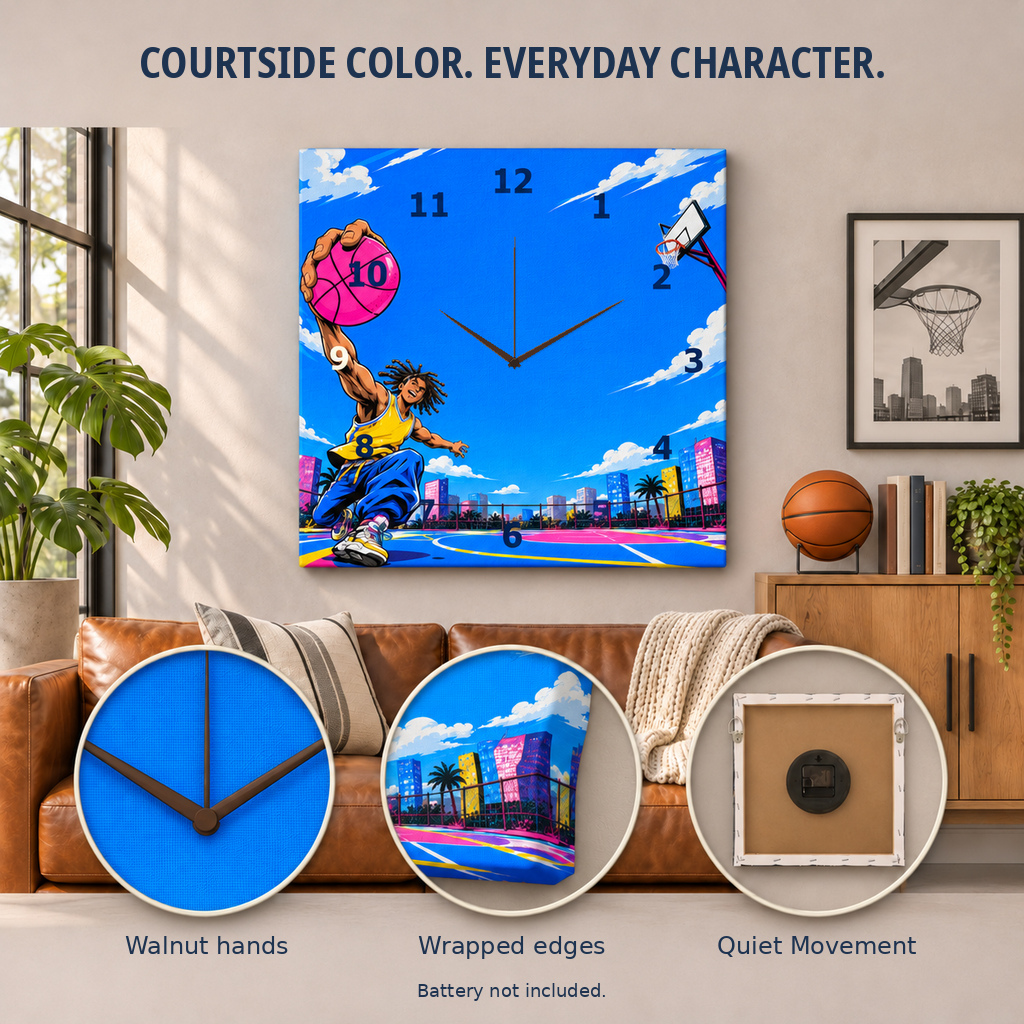 COURTSIDE COLOR. EVERYDAY CHARACTER.
12
11
1
10
2
9
3
8
4
7
5
6
Walnut hands
Wrapped edges
Quiet Movement
Battery not included.